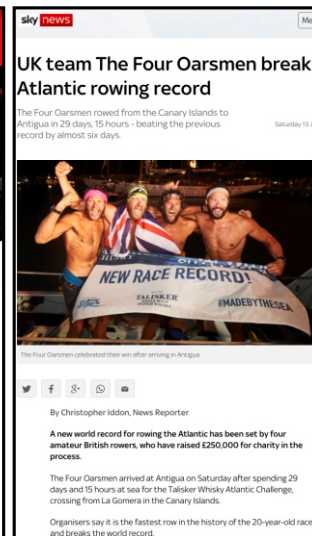 sky news
Me
UK team The Four Oarsmen break
Atlantic rowing record
The Four Oarsmen rowed from the Canary Islands to
Antigua in 29 days, 15 hours - beating the previous
record by almost six days.
Saturday 13
WHISKY
NEW RACE RECORD!
TALISKER
#MADEBYTHESEA
The Four Oarsmen celebrated their win after arriving in Antigua
By Christopher Iddon, News Reporter
A new world record for rowing the Atlantic has been set by four
amateur British rowers, who have raised £250,000 for charity in the
process.
The Four Oarsmen arrived at Antigua on Saturday after spending 29
days and 15 hours at sea for the Talisker Whisky Atlantic Challenge,
crossing from La Gomera in the Canary Islands.
Organisers say it is the fastest row in the history of the 20-year-old race
and breaks the world record.